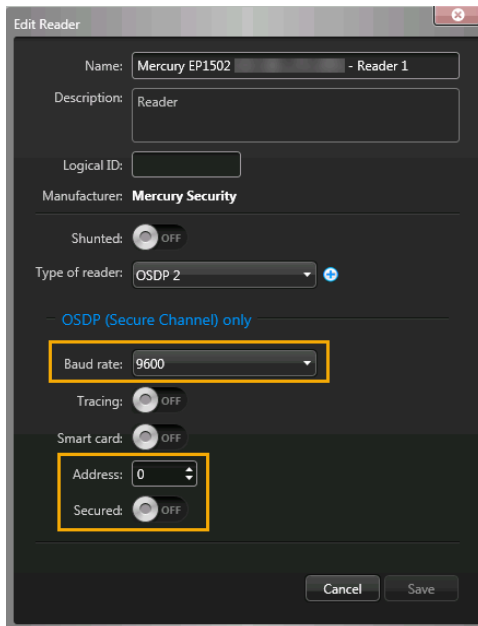 Edit Reader
Name: Mercury EP1502 - Reader 1
Description: Reader
Logical ID:
Manufacturer: Mercury Security
Shunted: OFF
Type of reader: OSDP 2
OSDP (Secure Channel) only
Baud rate: 9600
Tracing: OFF
Smart card: OFF
Address: 0
Secured: OFF
Cancel Save